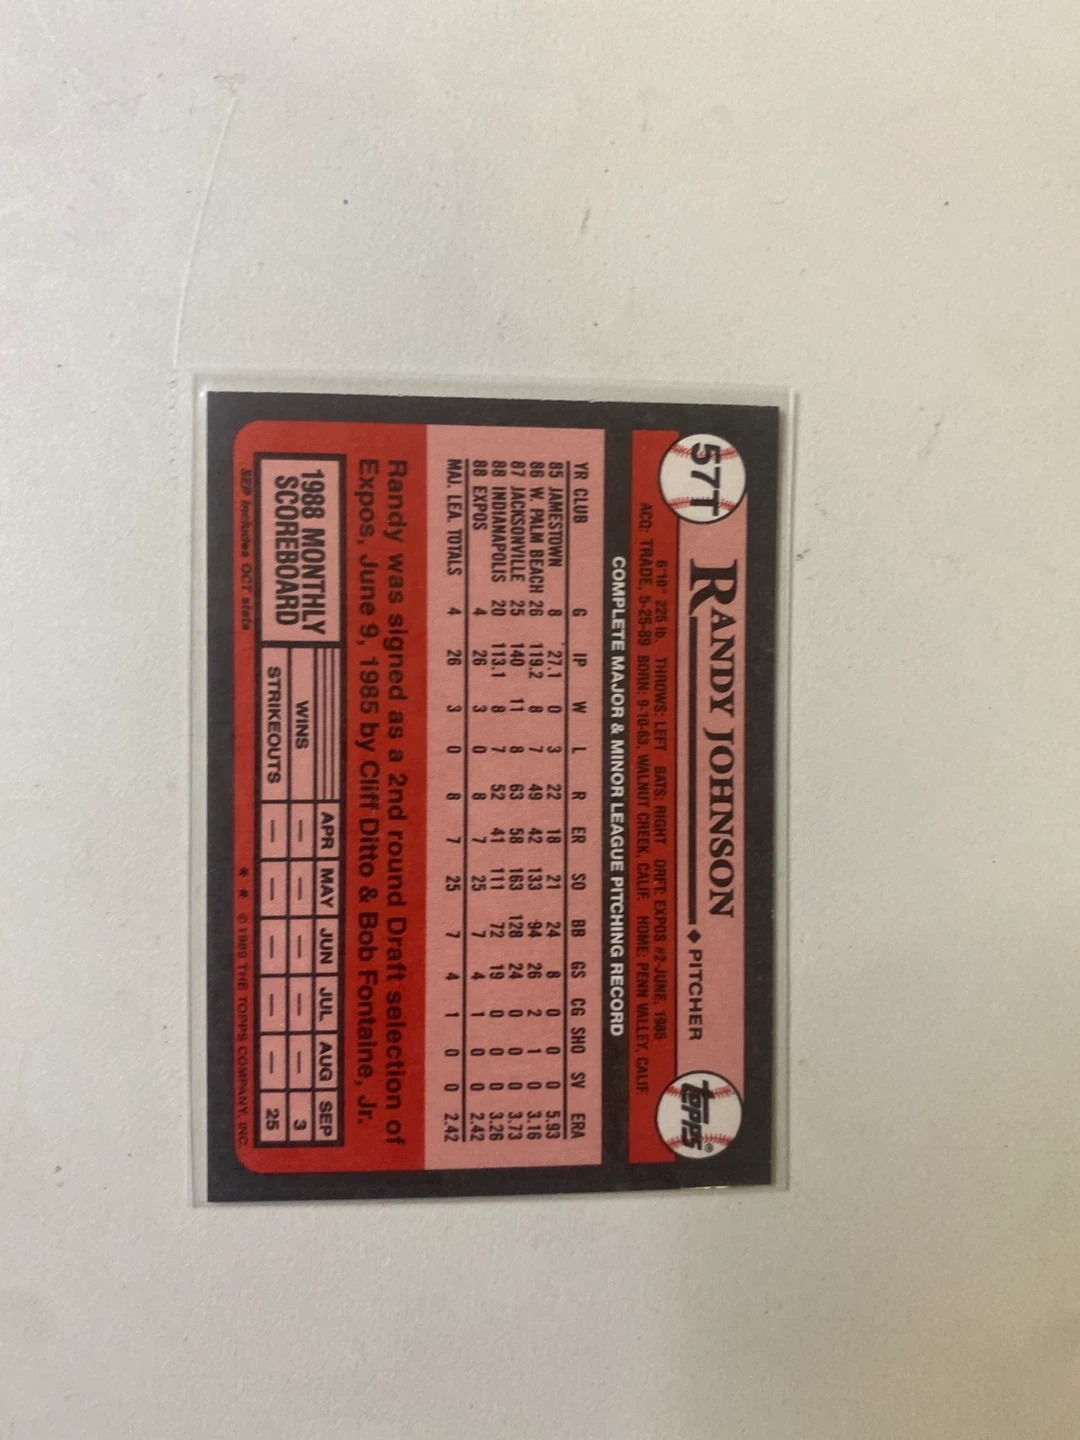 57T
RANDY JOHNSON ◆ PITCHER
topps®
6'10" 225 lb. THROWS: LEFT BATS: RIGHT DRFT: EXPOS #2-JUNE, 1985
ACQ: TRADE, 5-25-89 BORN: 9-10-63, WALNUT CREEK, CALIF. HOME: PENN VALLEY, CALIF.
COMPLETE MAJOR & MINOR LEAGUE PITCHING RECORD
YR CLUB G IP W L R ER SO BB GS CG SHO SV ERA
85 JAMESTOWN 8 27.1 0 3 22 18 21 24 8 0 0 0 5.93
86 W. PALM BEACH 26 119.2 8 7 49 42 133 94 26 2 1 0 3.16
87 JACKSONVILLE 25 140 11 8 63 58 163 128 24 0 0 0 3.73
88 INDIANAPOLIS 20 113.1 8 7 52 41 111 72 19 0 0 0 3.26
88 EXPOS 4 26 3 0 8 7 25 7 4 1 0 0 2.42
MAJ. LEA. TOTALS 4 26 3 0 8 7 25 7 4 1 0 0 2.42
Randy was signed as a 2nd round Draft selection of
Expos, June 9, 1985 by Cliff Ditto & Bob Fontaine, Jr.
1988 MONTHLY
SCOREBOARD
APR MAY JUN JUL AUG SEP
WINS — — — — — 3
STRIKEOUTS — — — — — 25
SEP includes OCT stats
* * © 1989 THE TOPPS COMPANY, INC.